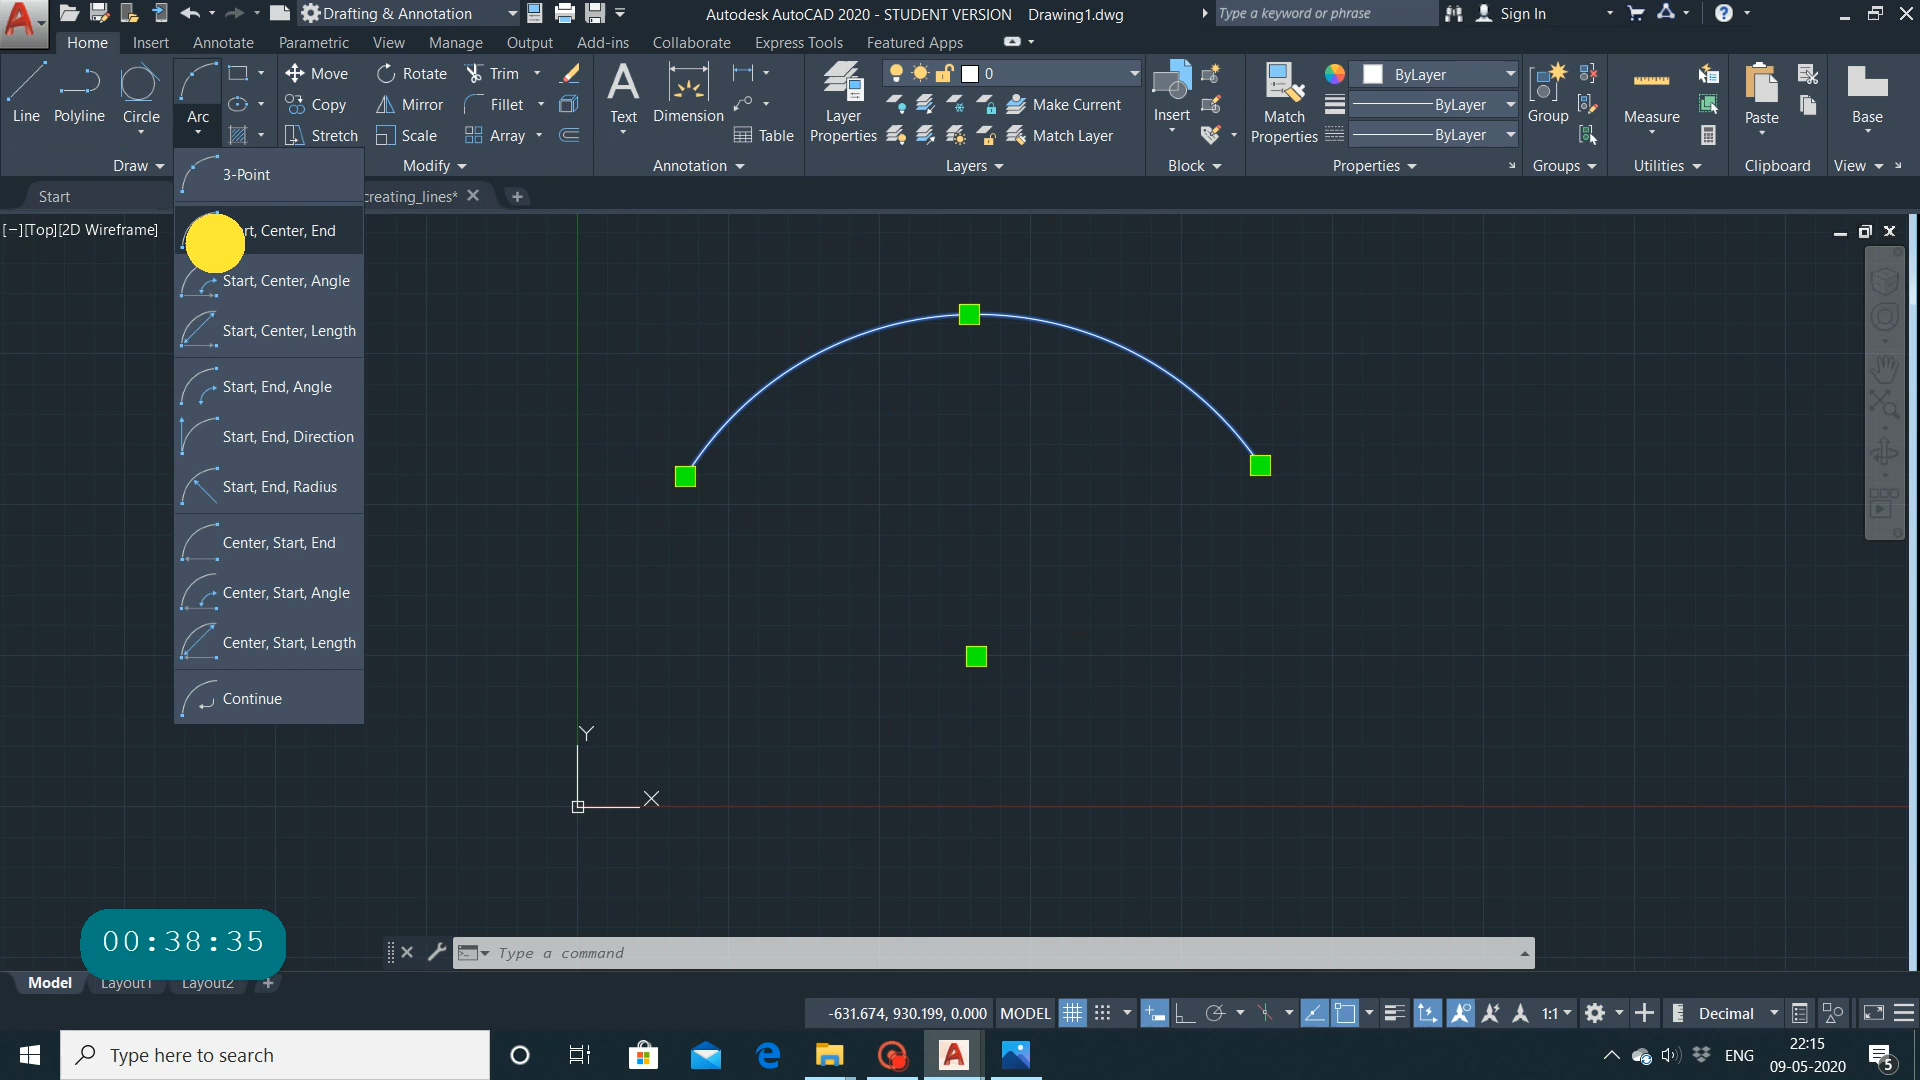 Drafting & Annotation
Autodesk AutoCAD 2020 - STUDENT VERSION Drawing1.dwg
Type a keyword or phrase
Sign In
Home Insert Annotate Parametric View Manage Output Add-ins Collaborate Express Tools Featured Apps
Line Polyline Circle Arc
Move Rotate Trim
Copy Mirror Fillet
Stretch Scale Array
Text Dimension Table
Layer Properties
0
Make Current
Match Layer
Insert
Match Properties
ByLayer
ByLayer
ByLayer
Group Measure Paste Base
Draw Modify Annotation Layers Block Properties Groups Utilities Clipboard View
Start
creating_lines*
[−][Top][2D Wireframe]
3-Point
rt, Center, End
Start, Center, Angle
Start, Center, Length
Start, End, Angle
Start, End, Direction
Start, End, Radius
Center, Start, End
Center, Start, Angle
Center, Start, Length
Continue
Y
X
00:38:35
Type a command
Model Layout1 Layout2
-631.674, 930.199, 0.000 MODEL 1:1 Decimal
Type here to search
ENG
22:15
09-05-2020
5